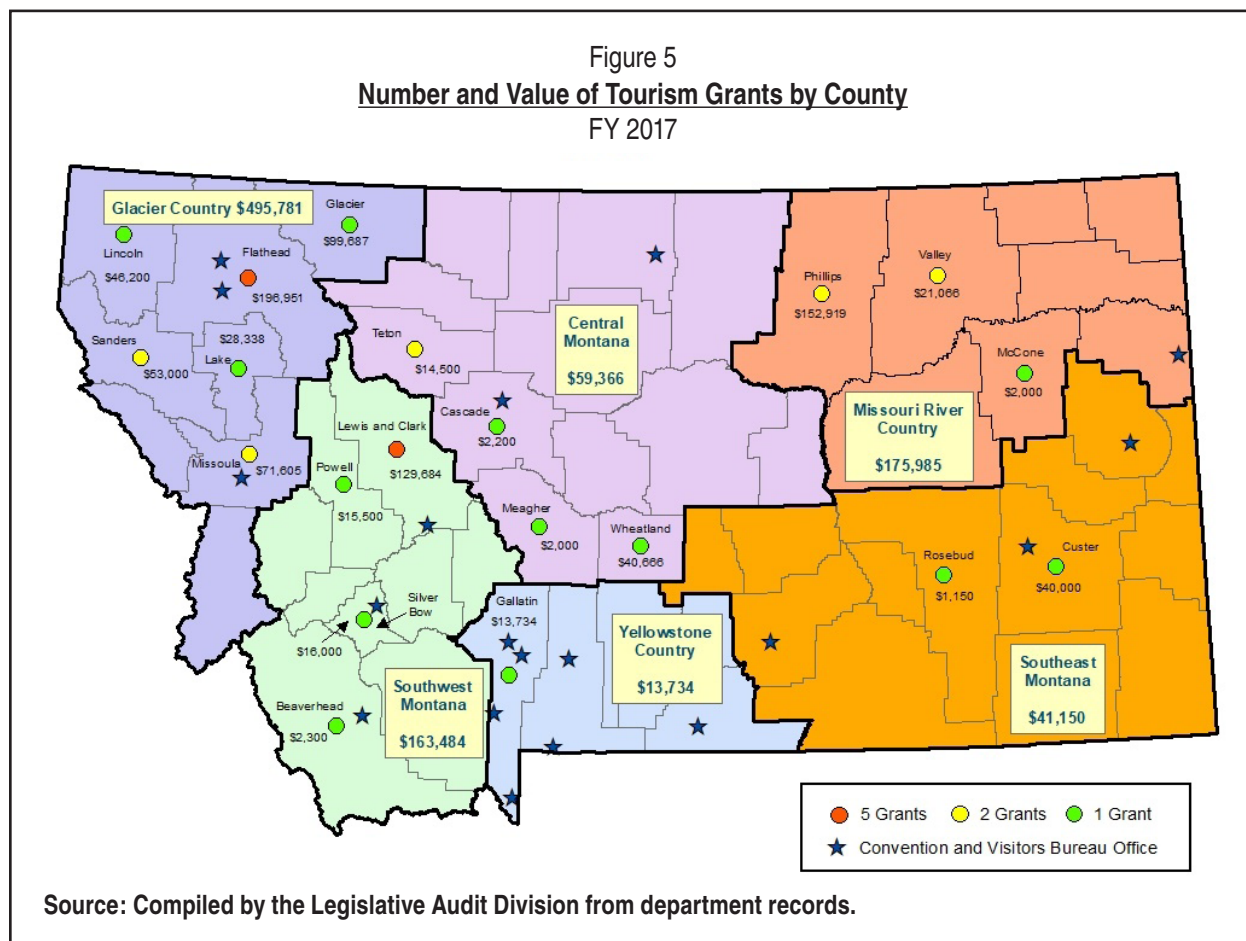 Figure 5
Number and Value of Tourism Grants by County
FY 2017
Glacier Country $495,781
Glacier
$99,687
Lincoln
$46,200
Flathead
$196,951
Sanders
$53,000
$28,338
Lake
Missoula
$71,605
Teton
$14,500
Central
Montana
$59,366
Cascade
$2,200
Meagher
$2,000
Wheatland
$40,666
Phillips
$152,919
Valley
$21,066
McCone
$2,000
Missouri River
Country
$175,985
Lewis and Clark
$129,684
Powell
$15,500
Silver
Bow
$16,000
Beaverhead
$2,300
Southwest
Montana
$163,484
Gallatin
$13,734
Yellowstone
Country
$13,734
Rosebud
$1,150
Custer
$40,000
Southeast
Montana
$41,150
5 Grants
2 Grants
1 Grant
Convention and Visitors Bureau Office
Source: Compiled by the Legislative Audit Division from department records.